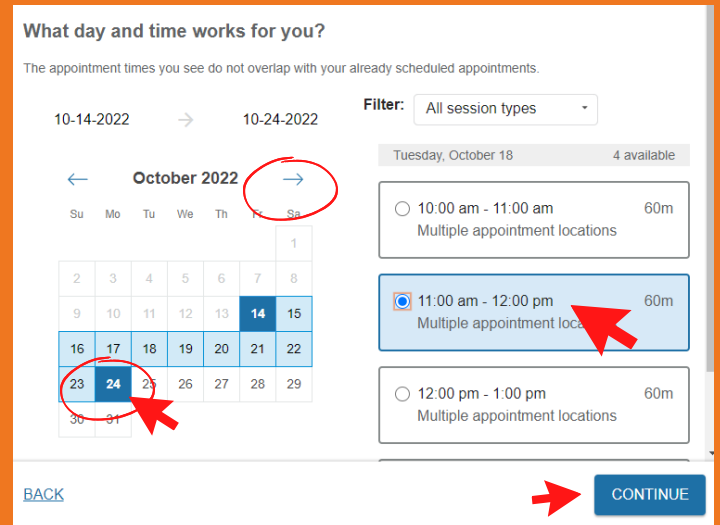 What day and time works for you?
The appointment times you see do not overlap with your already scheduled appointments.
10-14-2022 → 10-24-2022
← October 2022 →
Su Mo Tu We Th Fr Sa
1
2 3 4 5 6 7 8
9 10 11 12 13 14 15
16 17 18 19 20 21 22
23 24 25 26 27 28 29
30 31
Filter: All session types
Tuesday, October 18 4 available
10:00 am - 11:00 am 60m
Multiple appointment locations
11:00 am - 12:00 pm 60m
Multiple appointment loca
12:00 pm - 1:00 pm 60m
Multiple appointment locations
BACK
CONTINUE